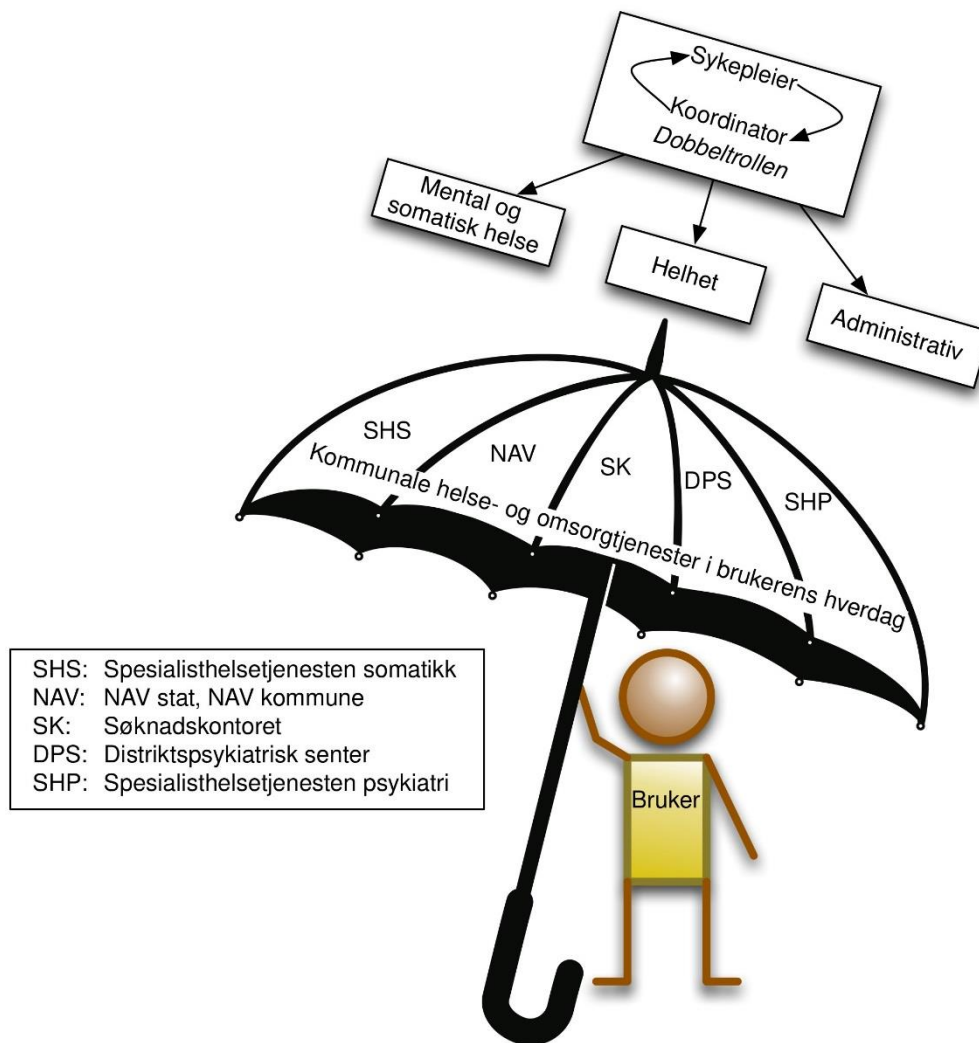 Sykepleier
Koordinator
Dobbeltrollen
Mental og
somatisk helse
Helhet
Administrativ
SHS
NAV
SK
DPS
SHP
Kommunale helse- og omsorgtjenester i brukerens hverdag
SHS: Spesialisthelsetjenesten somatikk
NAV: NAV stat, NAV kommune
SK: Søknadskontoret
DPS: Distriktspsykiatrisk senter
SHP: Spesialisthelsetjenesten psykiatri
Bruker